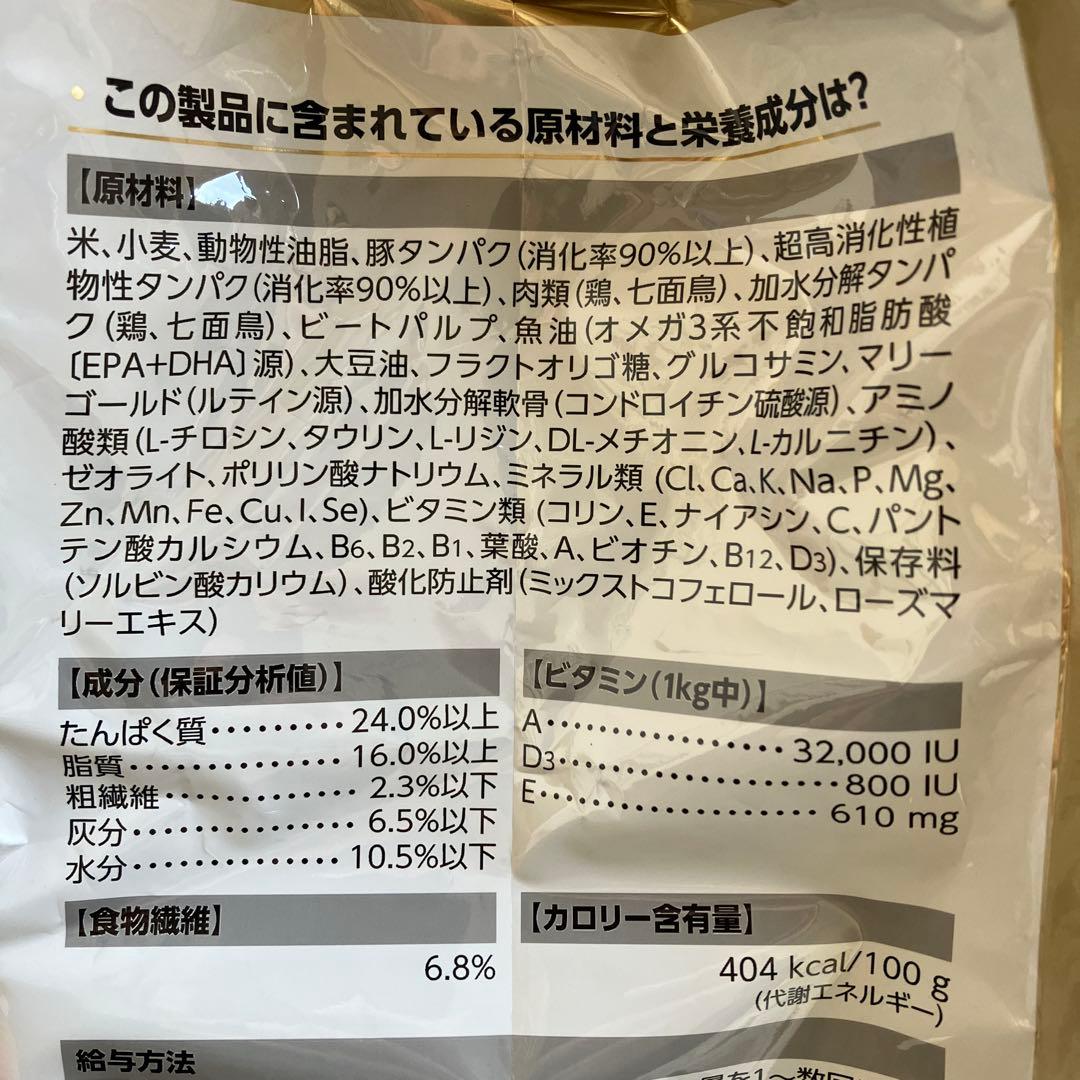 この製品に含まれている原材料と栄養成分は?
【原材料】
米、小麦、動物性油脂、豚タンパク(消化率90%以上)、超高消化性植
物性タンパク(消化率90%以上)、肉類(鶏、七面鳥)、加水分解タンパ
ク(鶏、七面鳥)、ビートパルプ、魚油(オメガ3系不飽和脂肪酸
〔EPA+DHA〕源)、大豆油、フラクトオリゴ糖、グルコサミン、マリー
ゴールド(ルテイン源)、加水分解軟骨(コンドロイチン硫酸源)、アミノ
酸類(L-チロシン、タウリン、L-リジン、DL-メチオニン、L-カルニチン)、
ゼオライト、ポリリン酸ナトリウム、ミネラル類 (Cl、Ca、K、Na、P、Mg、
Zn、Mn、Fe、Cu、I、Se)、ビタミン類 (コリン、E、ナイアシン、C、パント
テン酸カルシウム、B6、B2、B1、葉酸、A、ビオチン、B12、D3)、保存料
(ソルビン酸カリウム)、酸化防止剤(ミックストコフェロール、ローズマ
リーエキス)
【成分(保証分析値)】
たんぱく質・・・・・・・・・24.0%以上
脂質・・・・・・・・・・・・・・16.0%以上
粗繊維・・・・・・・・・・・・・2.3%以下
灰分・・・・・・・・・・・・・・・6.5%以下
水分・・・・・・・・・・・・・・10.5%以下
【ビタミン(1kg中)】
A・・・・・・・・・・・・・・・・32,000 IU
D3・・・・・・・・・・・・・・・・・・800 IU
E・・・・・・・・・・・・・・・・・・610 mg
【食物繊維】
6.8%
【カロリー含有量】
404 kcal/100 g
(代謝エネルギー)
給与方法